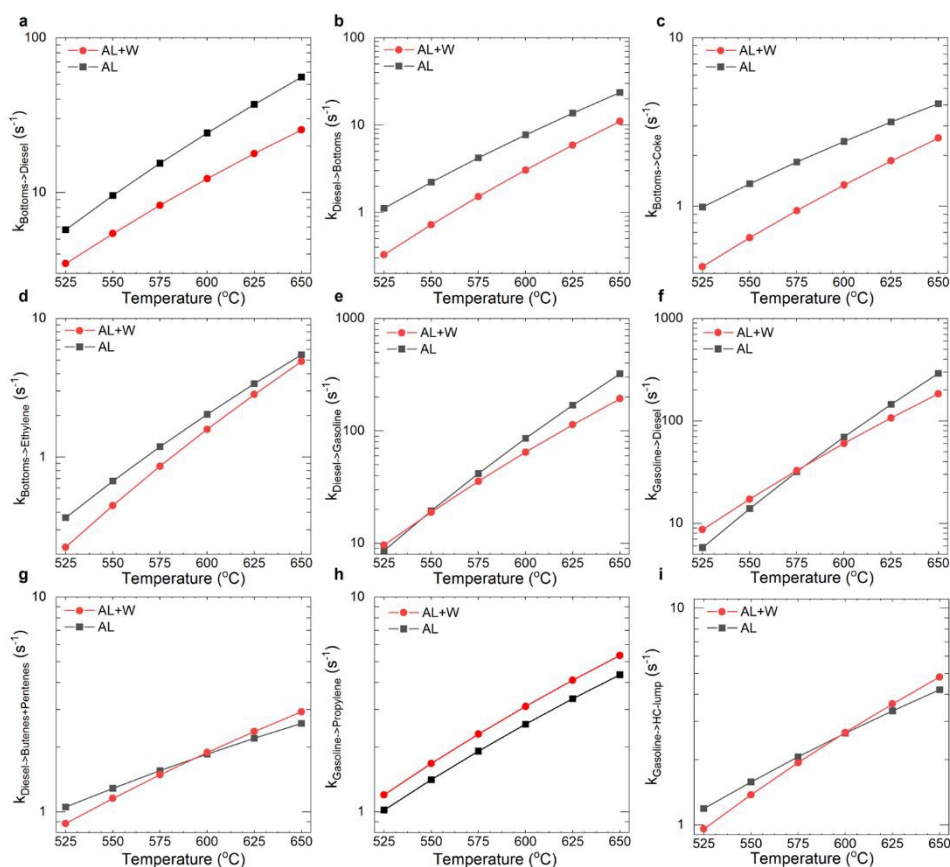 a
100
AL+W
AL
10
k_Bottoms->Diesel (s⁻¹)
525 550 575 600 625 650
Temperature (°C)
b
100
AL+W
AL
10
1
k_Diesel->Bottoms (s⁻¹)
525 550 575 600 625 650
Temperature (°C)
c
10
AL+W
AL
1
k_Bottoms->Coke (s⁻¹)
525 550 575 600 625 650
Temperature (°C)
d
10
AL+W
AL
1
k_Bottoms->Ethylene (s⁻¹)
525 550 575 600 625 650
Temperature (°C)
e
1000
AL+W
AL
100
10
k_Diesel->Gasoline (s⁻¹)
525 550 575 600 625 650
Temperature (°C)
f
1000
AL+W
AL
100
10
k_Gasoline->Diesel (s⁻¹)
525 550 575 600 625 650
Temperature (°C)
g
10
AL+W
AL
1
k_Diesel->Butenes+Pentenes (s⁻¹)
525 550 575 600 625 650
Temperature (°C)
h
10
AL+W
AL
1
k_Gasoline->Propylene (s⁻¹)
525 550 575 600 625 650
Temperature (°C)
i
10
AL+W
AL
1
k_Gasoline->HC-lump (s⁻¹)
525 550 575 600 625 650
Temperature (°C)